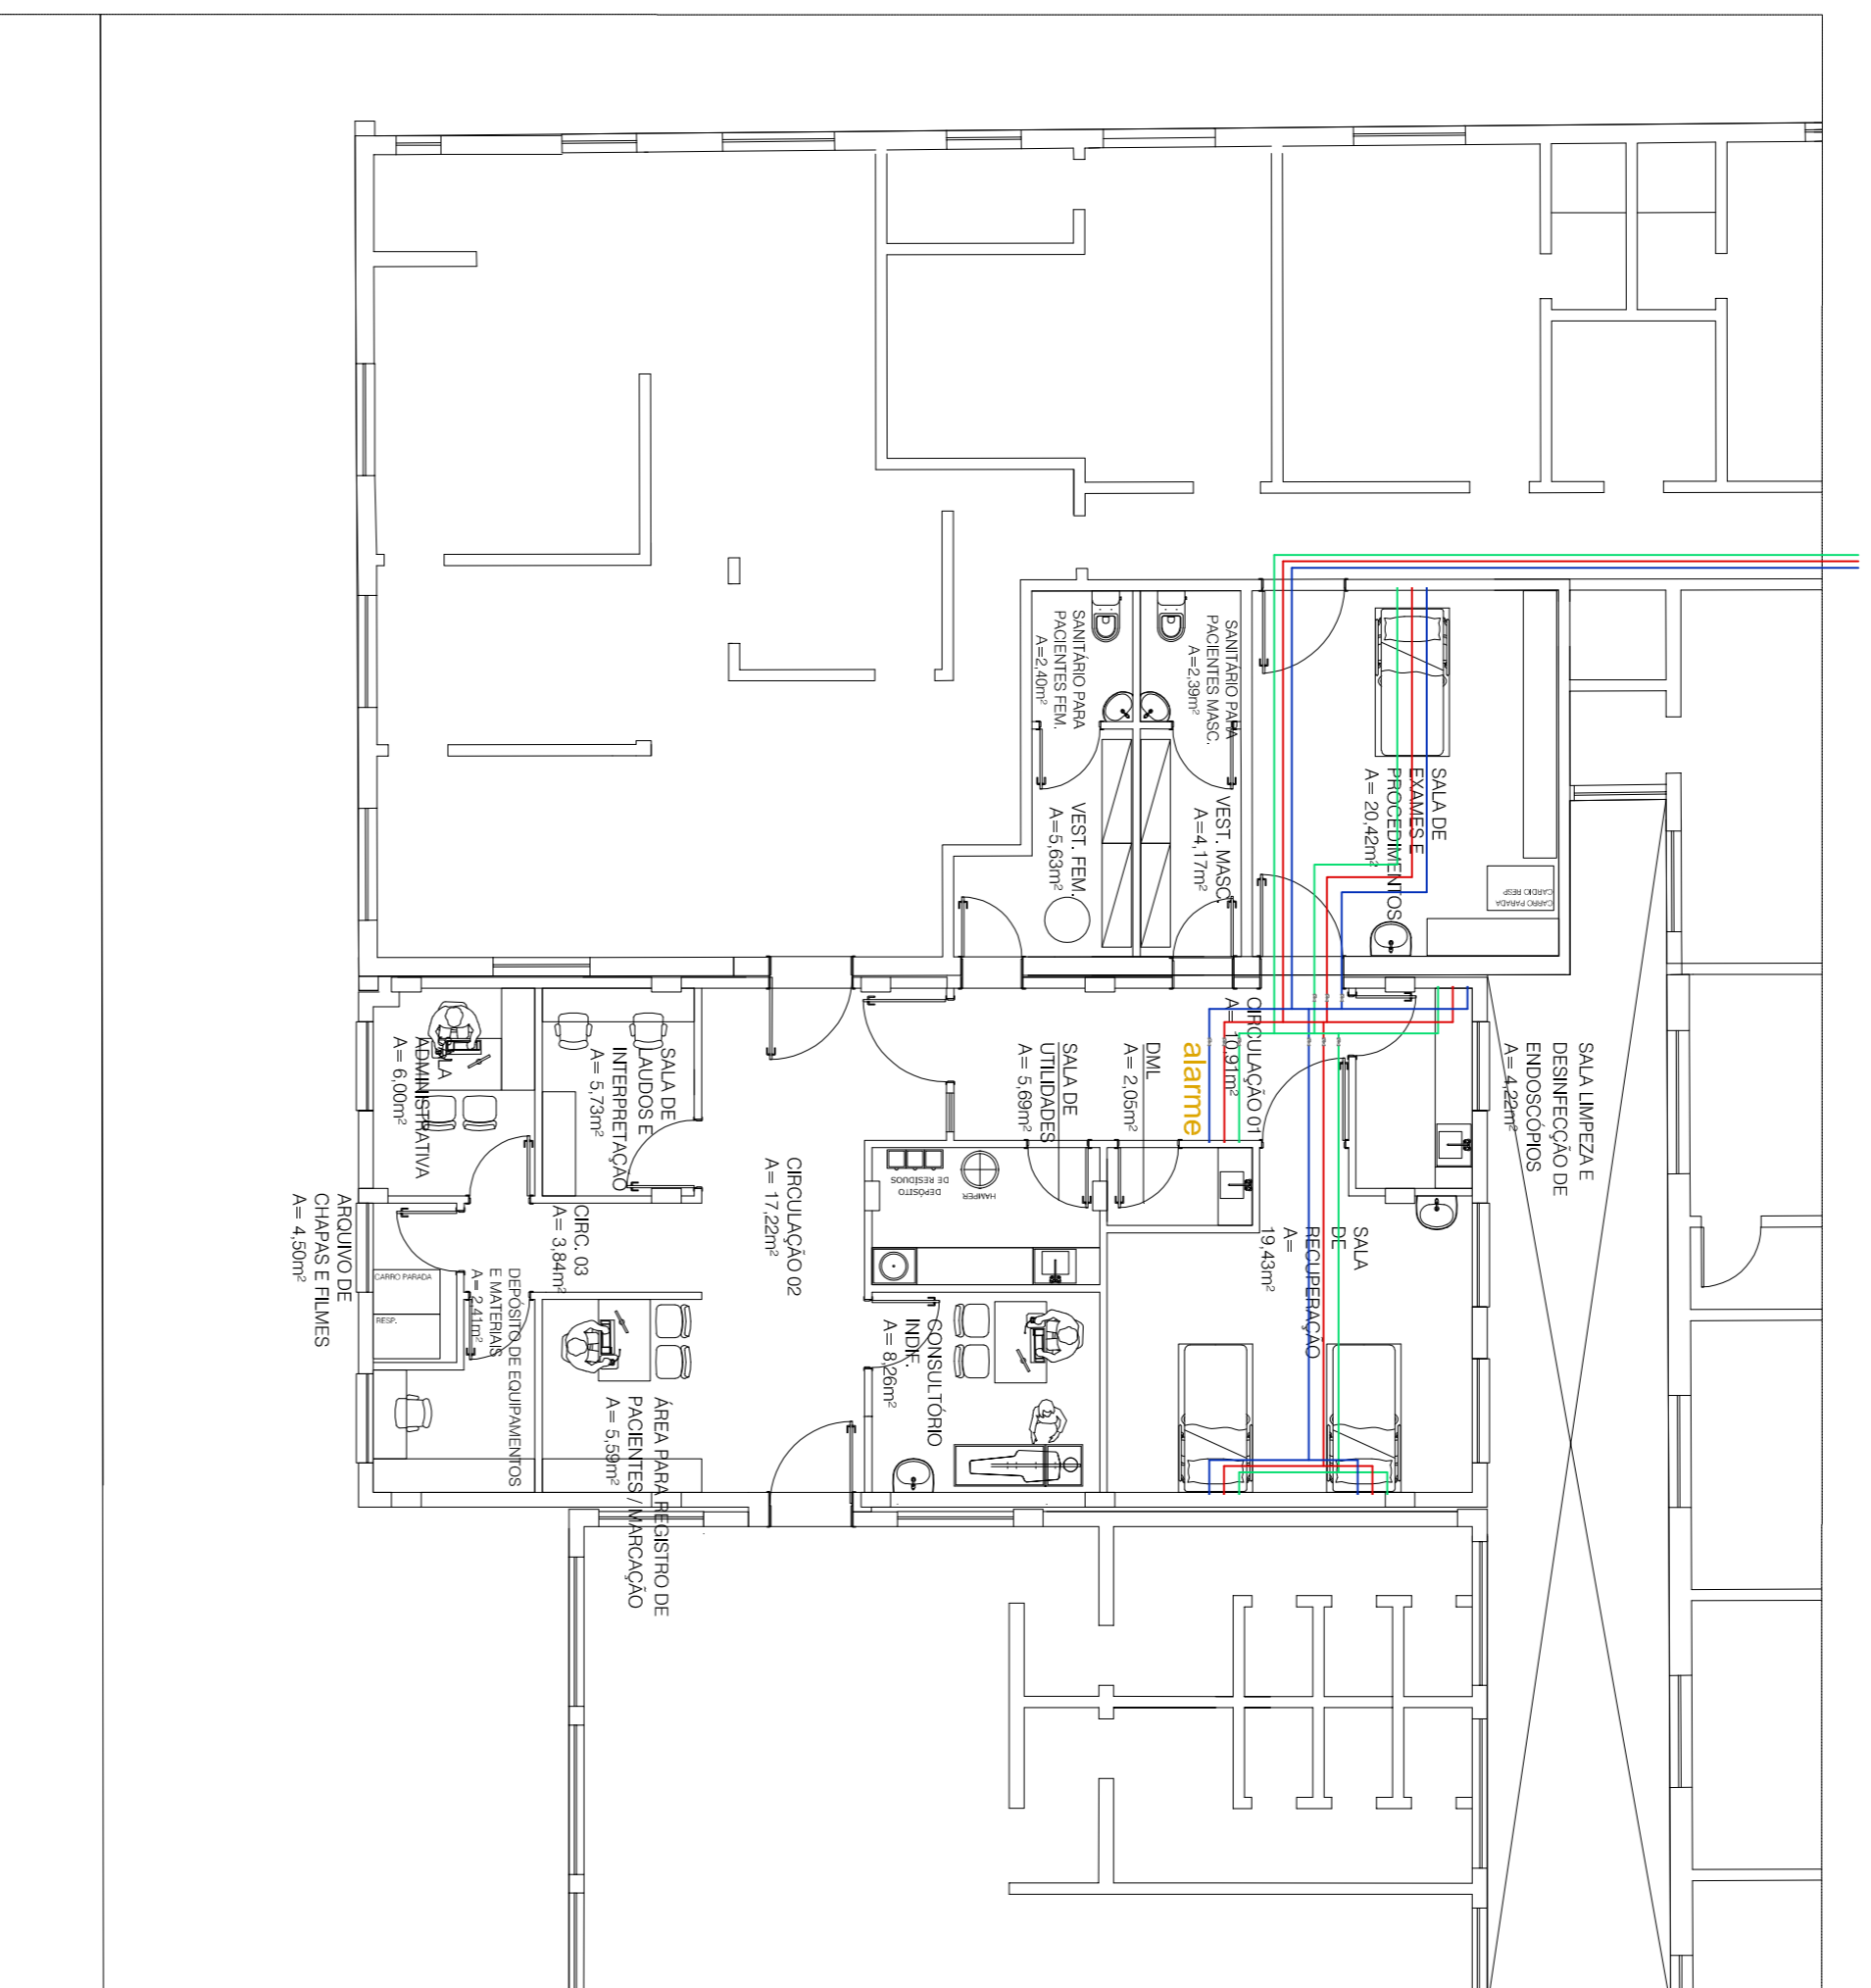 SANITÁRIO PARA
PACIENTES FEM.
A=2,40m²
SANITÁRIO PARA
PACIENTES MASC.
A=2,39m²
VEST. FEM.
A=5,63m²
VEST. MASC.
A=4,17m²
SALA DE
EXAMES E
PROCEDIMENTOS
A= 20,42m²
CARRO PARADA
CARDIO RESP
SALA LIMPEZA E
DESINFECÇÃO DE
ENDOSCÓPIOS
A= 4,22m²
CIRCULAÇÃO 01
A= 10,91m²
alarme
DML
A= 2,05m²
SALA DE
UTILIDADES
A= 5,69m²
SALA DE
LAUDOS E
INTERPRETAÇÃO
A= 5,73m²
SALA
ADMINISTRATIVA
A= 6,00m²
CIRCULAÇÃO 02
A= 17,22m²
DEPÓSITO
DE RESÍDUOS
HAMPER
SALA
DE
RECUPERAÇÃO
A=
19,43m²
CIRC. 03
A= 3,84m²
ARQUIVO DE
CHAPAS E FILMES
A= 4,50m²
CARRO PARADA
RESP.
DEPÓSITO DE EQUIPAMENTOS
E MATERIAIS
A= 2,41m²
CONSULTÓRIO
INDIF.
A= 8,26m²
ÁREA PARA REGISTRO DE
PACIENTES / MARCAÇÃO
A= 5,59m²